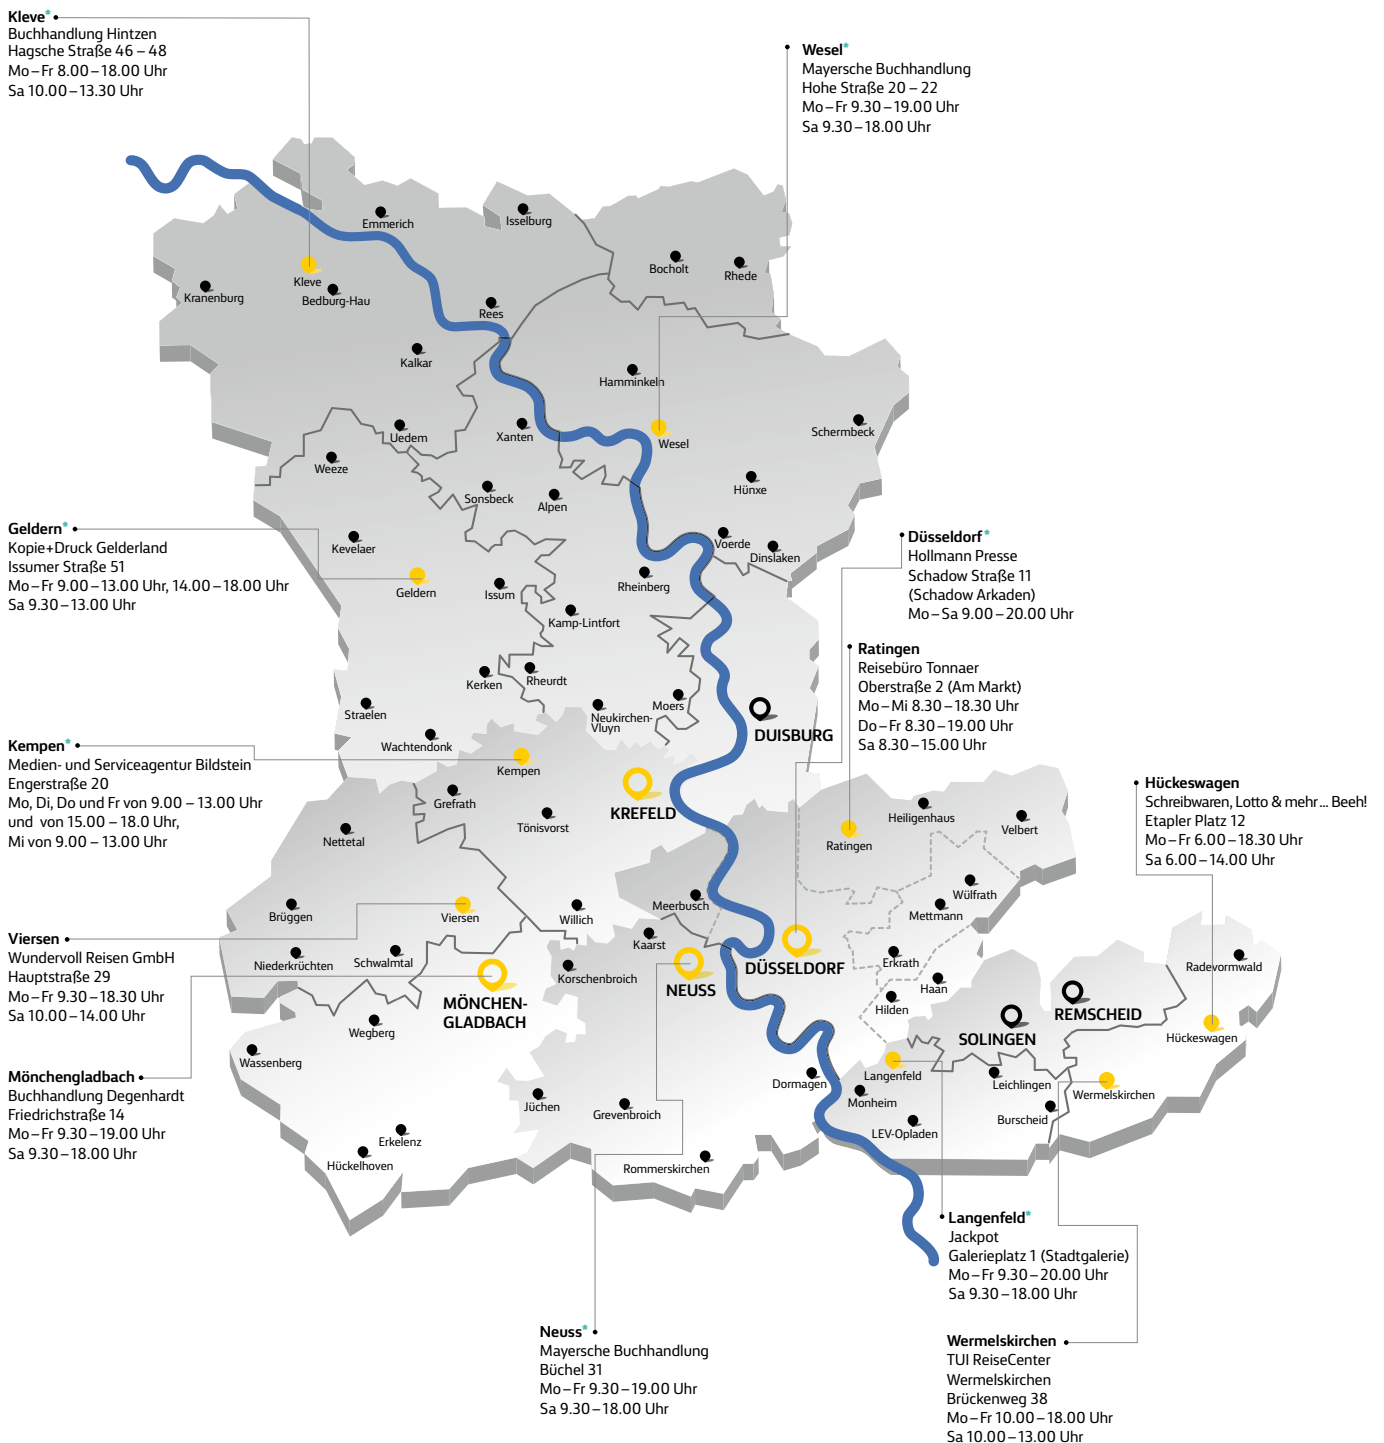 Kleve*
Buchhandlung Hintzen
Hagsche Straße 46 – 48
Mo – Fr 8.00 – 18.00 Uhr
Sa 10.00 – 13.30 Uhr
Wesel*
Mayersche Buchhandlung
Hohe Straße 20 – 22
Mo – Fr 9.30 – 19.00 Uhr
Sa 9.30 – 18.00 Uhr
Emmerich
Isselburg
Bocholt
Rhede
Kranenburg
Kleve
Bedburg-Hau
Rees
Kalkar
Hamminkeln
Uedem
Xanten
Wesel
Schermbeck
Weeze
Sonsbeck
Alpen
Hünxe
Geldern*
Kopie+Druck Gelderland
Issumer Straße 51
Mo – Fr 9.00 – 13.00 Uhr, 14.00 – 18.00 Uhr
Sa 9.30 – 13.00 Uhr
Kevelaer
Voerde
Dinslaken
Geldern
Issum
Rheinberg
Kamp-Lintfort
Düsseldorf*
Hollmann Presse
Schadow Straße 11
(Schadow Arkaden)
Mo – Sa 9.00 – 20.00 Uhr
Ratingen
Reisebüro Tonnaer
Oberstraße 2 (Am Markt)
Mo – Mi 8.30 – 18.30 Uhr
Do – Fr 8.30 – 19.00 Uhr
Sa 8.30 – 15.00 Uhr
Kerken
Rheurdt
Straelen
Neukirchen-
Vluyn
Moers
DUISBURG
Wachtendonk
Kempen*
Medien- und Serviceagentur Bildstein
Engerstraße 20
Mo, Di, Do und Fr von 9.00 – 13.00 Uhr
und von 15.00 – 18.0 Uhr,
Mi von 9.00 – 13.00 Uhr
Kempen
Grefrath
KREFELD
Tönisvorst
Nettetal
Heiligenhaus
Velbert
Ratingen
Hückeswagen
Schreibwaren, Lotto & mehr ... Beeh!
Etapler Platz 12
Mo – Fr 6.00 – 18.30 Uhr
Sa 6.00 – 14.00 Uhr
Wülfrath
Mettmann
Meerbusch
Brüggen
Viersen
Willich
Kaarst
Viersen
Wundervoll Reisen GmbH
Hauptstraße 29
Mo – Fr 9.30 – 18.30 Uhr
Sa 10.00 – 14.00 Uhr
Niederkrüchten
Schwalmtal
Korschenbroich
DÜSSELDORF
Erkrath
Radevormwald
NEUSS
Haan
MÖNCHEN-
GLADBACH
Hilden
REMSCHEID
SOLINGEN
Wegberg
Hückeswagen
Wassenberg
Mönchengladbach
Buchhandlung Degenhardt
Friedrichstraße 14
Mo – Fr 9.30 – 19.00 Uhr
Sa 9.30 – 18.00 Uhr
Langenfeld
Dormagen
Leichlingen
Wermelskirchen
Jüchen
Grevenbroich
Monheim
Burscheid
LEV-Opladen
Erkelenz
Hückelhoven
Rommerskirchen
Langenfeld*
Jackpot
Galerieplatz 1 (Stadtgalerie)
Mo – Fr 9.30 – 20.00 Uhr
Sa 9.30 – 18.00 Uhr
Neuss*
Mayersche Buchhandlung
Büchel 31
Mo – Fr 9.30 – 19.00 Uhr
Sa 9.30 – 18.00 Uhr
Wermelskirchen
TUI ReiseCenter
Wermelskirchen
Brückenweg 38
Mo – Fr 10.00 – 18.00 Uhr
Sa 10.00 – 13.00 Uhr